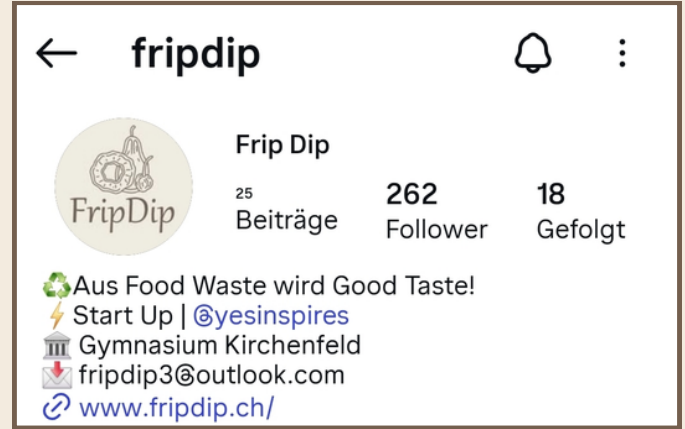 fripdip
FripDip
Frip Dip
25 262 18
Beiträge Follower Gefolgt
Aus Food Waste wird Good Taste!
Start Up | @yesinspires
Gymnasium Kirchenfeld
fripdip3@outlook.com
www.fripdip.ch/